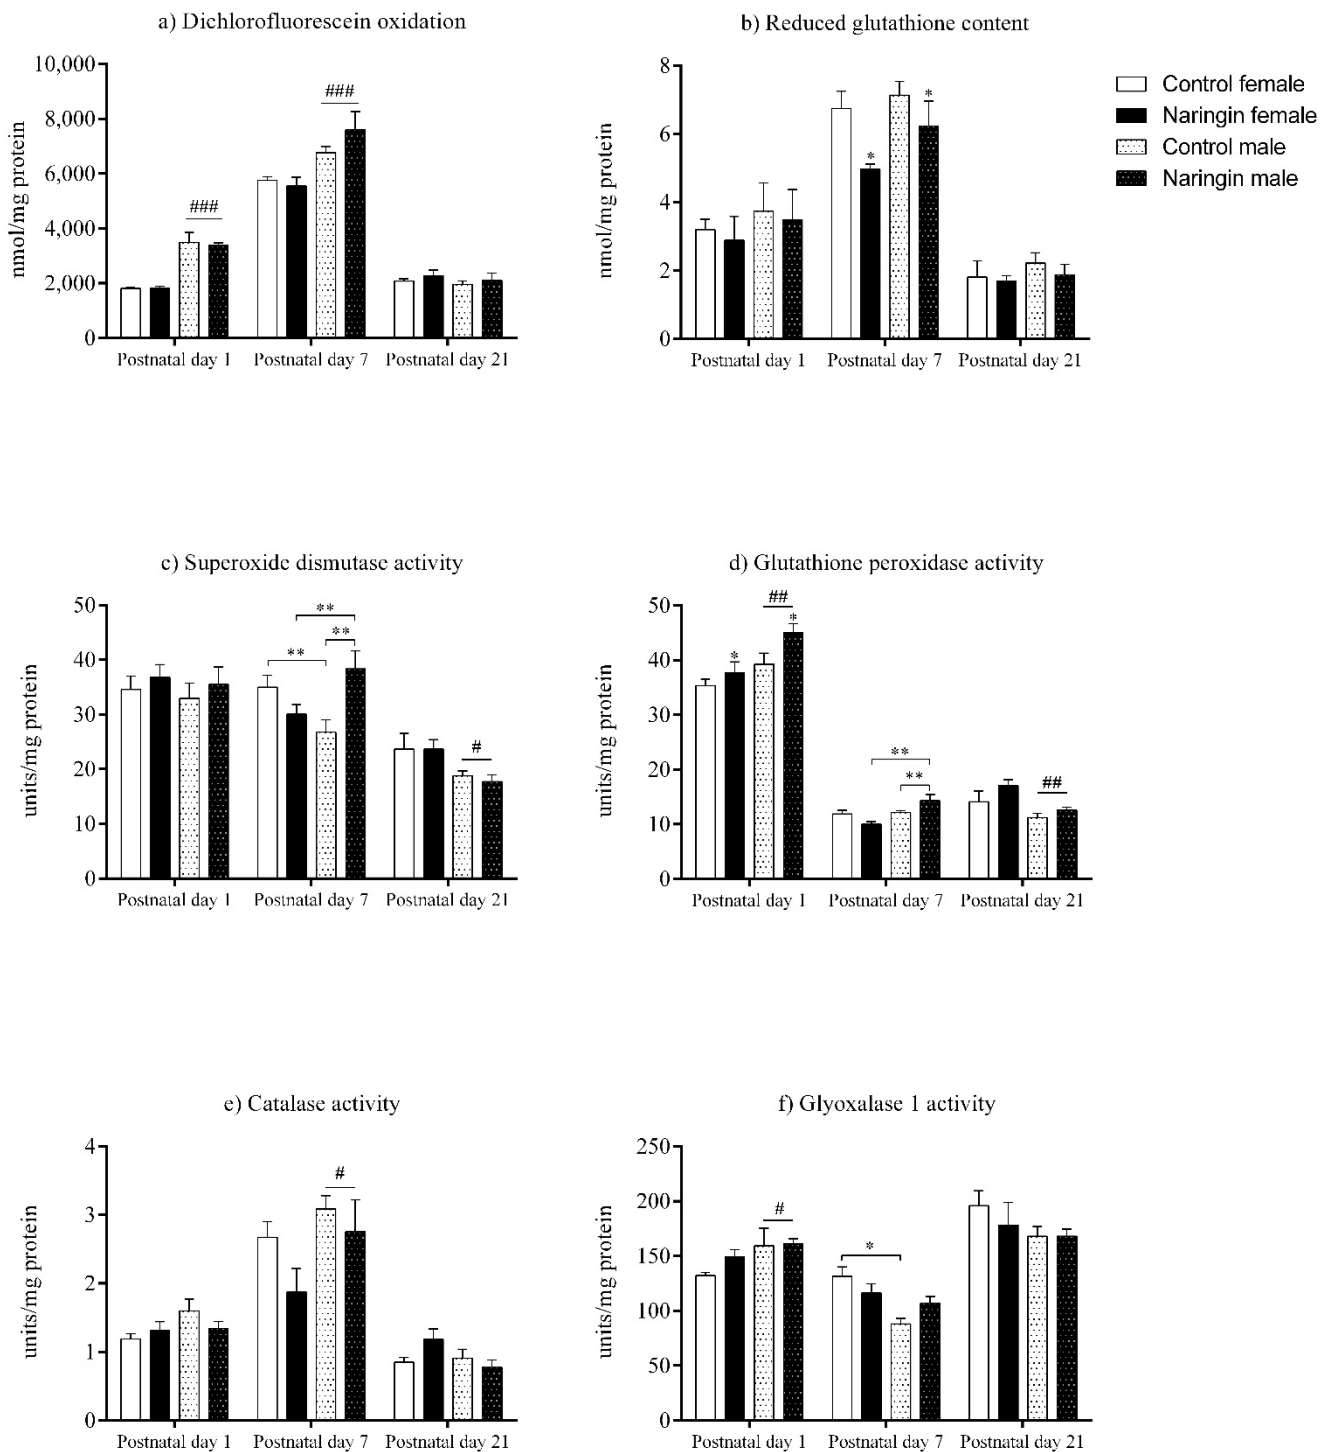 a) Dichlorofluorescein oxidation
nmol/mg protein
10,000
8,000
6,000
4,000
2,000
0
###
###
Postnatal day 1
Postnatal day 7
Postnatal day 21
b) Reduced glutathione content
nmol/mg protein
8
6
4
2
0
*
*
Postnatal day 1
Postnatal day 7
Postnatal day 21
Control female
Naringin female
Control male
Naringin male
c) Superoxide dismutase activity
units/mg protein
50
40
30
20
10
0
**
**
**
#
Postnatal day 1
Postnatal day 7
Postnatal day 21
d) Glutathione peroxidase activity
units/mg protein
50
40
30
20
10
0
##
*
*
**
**
##
Postnatal day 1
Postnatal day 7
Postnatal day 21
e) Catalase activity
units/mg protein
4
3
2
1
0
#
Postnatal day 1
Postnatal day 7
Postnatal day 21
f) Glyoxalase 1 activity
units/mg protein
250
200
150
100
50
0
#
*
Postnatal day 1
Postnatal day 7
Postnatal day 21